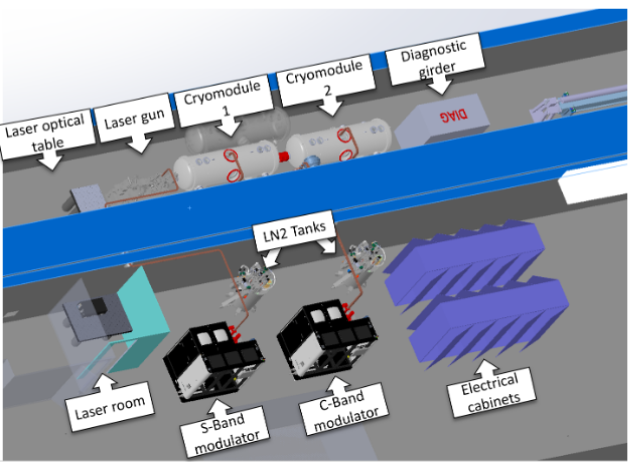 Laser optical
table
Laser gun
Cryomodule
1
Cryomodule
2
Diagnostic
girder
DIAG
LN2 Tanks
Laser room
S-Band
modulator
C-Band
modulator
Electrical
cabinets